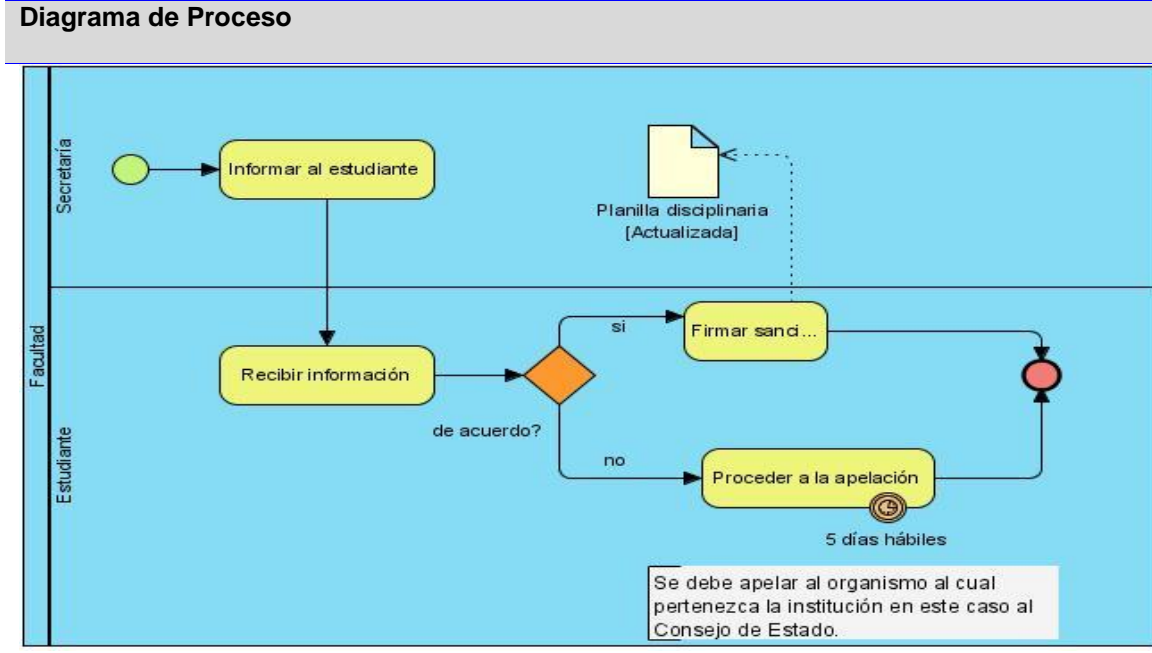 Diagrama de Proceso
Facultad
Secretaría
Informar al estudiante
Planilla disciplinaria
[Actualizada]
Estudiante
Recibir información
de acuerdo?
si
Firmar sanci...
no
Proceder a la apelación
5 días hábiles
Se debe apelar al organismo al cual
pertenezca la institución en este caso al
Consejo de Estado.